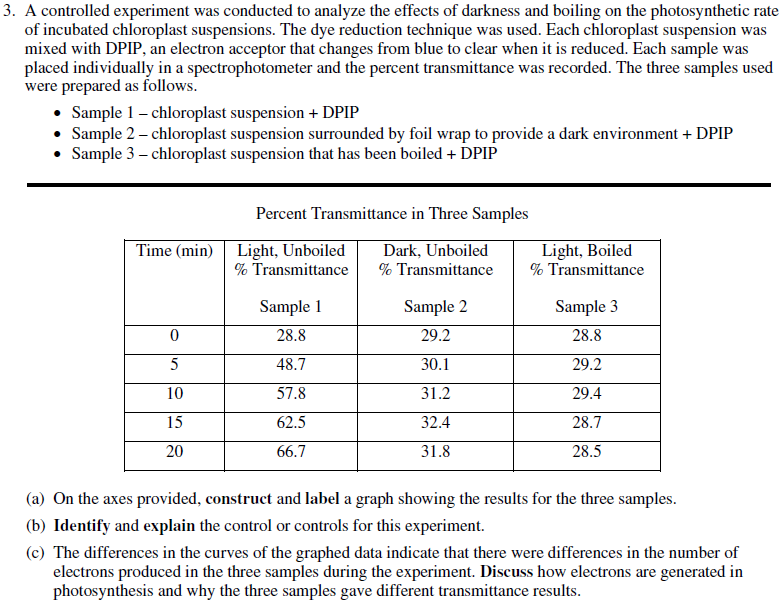 3. A controlled experiment was conducted to analyze the effects of darkness and boiling on the photosynthetic rate
of incubated chloroplast suspensions. The dye reduction technique was used. Each chloroplast suspension was
mixed with DPIP, an electron acceptor that changes from blue to clear when it is reduced. Each sample was
placed individually in a spectrophotometer and the percent transmittance was recorded. The three samples used
were prepared as follows.
• Sample 1 – chloroplast suspension + DPIP
• Sample 2 – chloroplast suspension surrounded by foil wrap to provide a dark environment + DPIP
• Sample 3 – chloroplast suspension that has been boiled + DPIP
Percent Transmittance in Three Samples
Time (min) Light, Unboiled Dark, Unboiled Light, Boiled
% Transmittance % Transmittance % Transmittance
Sample 1 Sample 2 Sample 3
0 28.8 29.2 28.8
5 48.7 30.1 29.2
10 57.8 31.2 29.4
15 62.5 32.4 28.7
20 66.7 31.8 28.5
(a) On the axes provided, construct and label a graph showing the results for the three samples.
(b) Identify and explain the control or controls for this experiment.
(c) The differences in the curves of the graphed data indicate that there were differences in the number of
electrons produced in the three samples during the experiment. Discuss how electrons are generated in
photosynthesis and why the three samples gave different transmittance results.